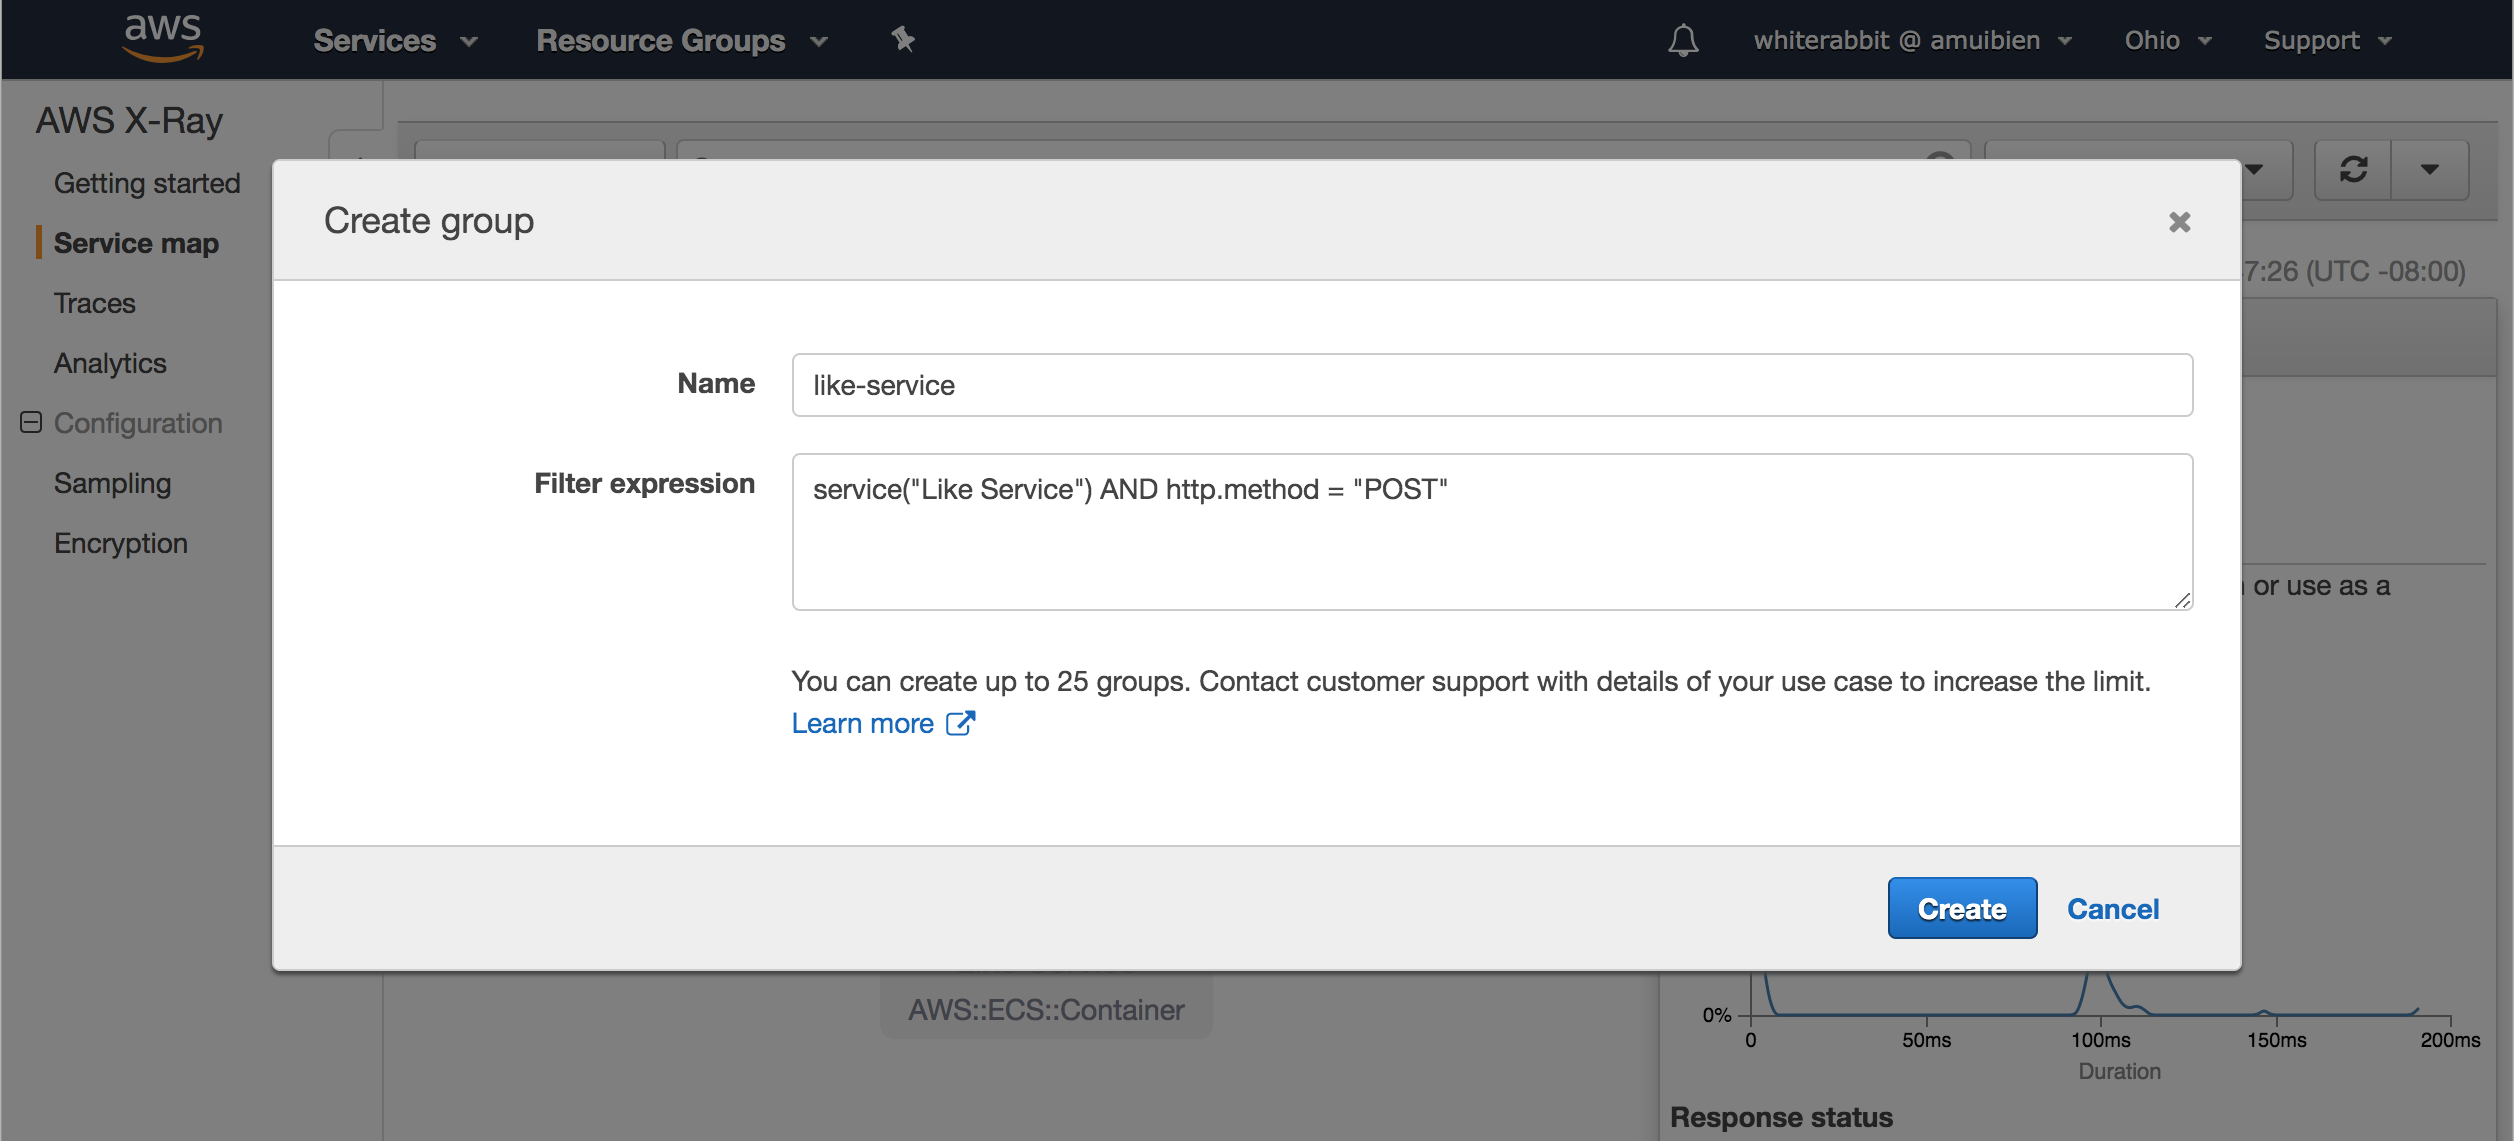 aws Services Resource Groups whiterabbit @ amuibien Ohio Support
AWS X-Ray
Getting started
Service map
Traces
Analytics
Configuration
Sampling
Encryption
Create group
7:26 (UTC -08:00)
Name like-service
Filter expression service("Like Service") AND http.method = "POST"
or use as a
You can create up to 25 groups. Contact customer support with details of your use case to increase the limit.
Learn more
Create Cancel
AWS::ECS::Container
0%
0 50ms 100ms 150ms 200ms
Duration
Response status